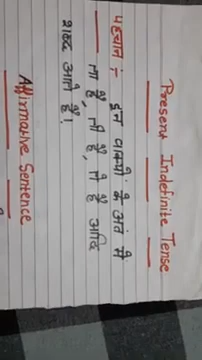 Present Indefinite Tense
पहचान :- इन वाक्यों के अंत में
ता है, ती है, ते हैं आदि
शब्द आते हैं।
Affirmative Sentence